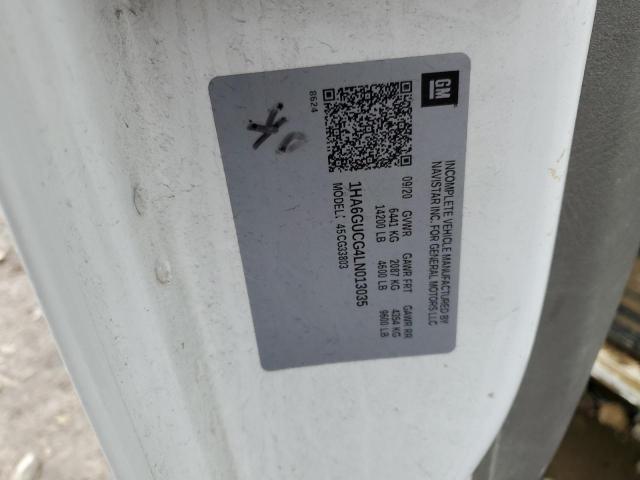 GM
INCOMPLETE VEHICLE MANUFACTURED BY
NAVISTAR INC. FOR GENERAL MOTORS LLC
09/20 GVWR GAWR FRT GAWR RR
6441 KG 2087 KG 4354 KG
14200 LB 4600 LB 9600 LB
1HA6GUCG4LN013035
MODEL: 45CG33803
8624